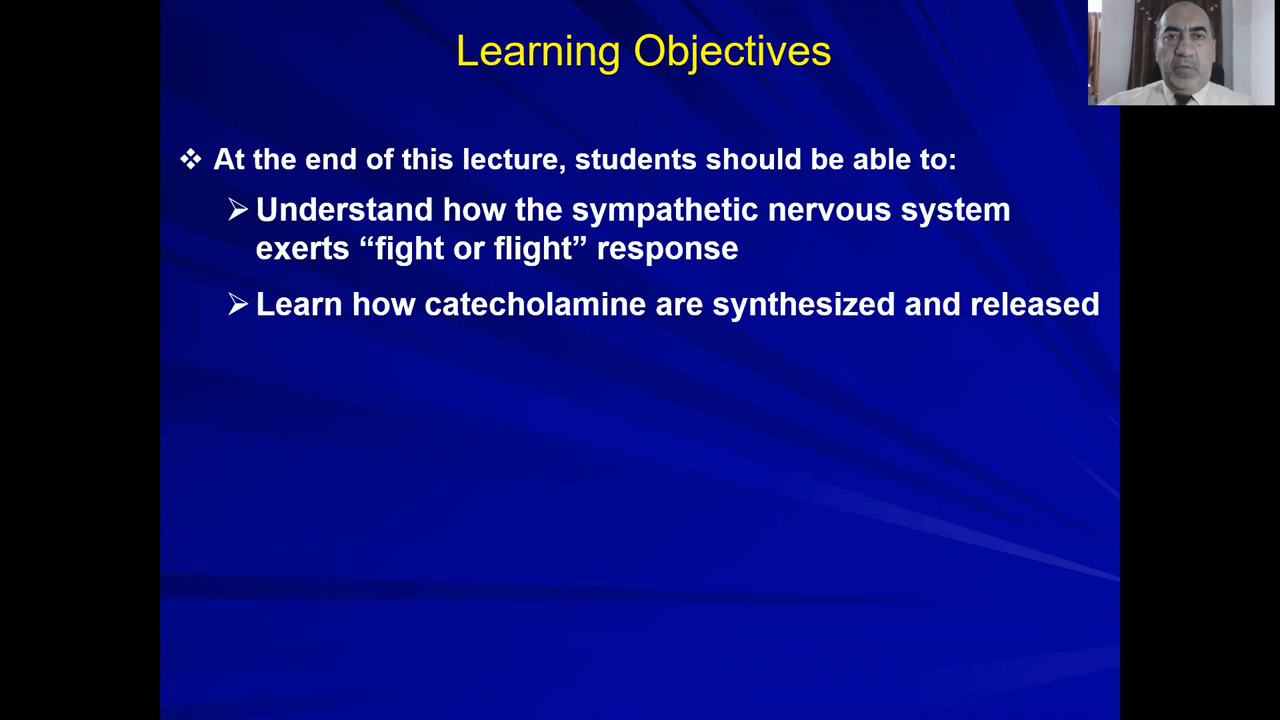 Learning Objectives
❖ At the end of this lecture, students should be able to:
➢ Understand how the sympathetic nervous system
exerts “fight or flight” response
➢ Learn how catecholamine are synthesized and released